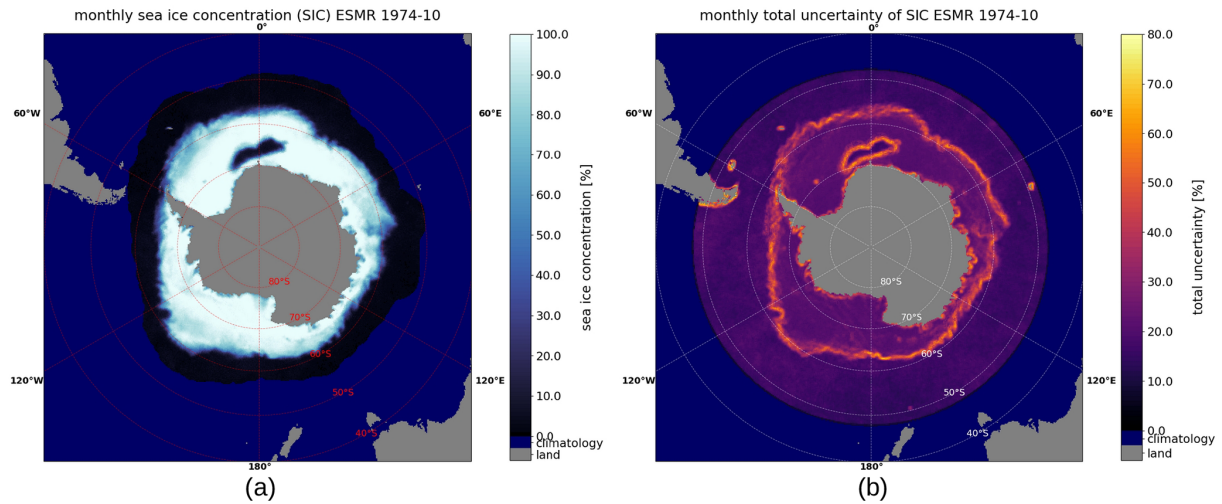 monthly sea ice concentration (SIC) ESMR 1974-10
0°
60°W
60°E
80°S
70°S
60°S
50°S
40°S
120°W
120°E
180°
100.0
90.0
80.0
70.0
60.0
50.0
40.0
30.0
20.0
10.0
0.0
climatology
land
sea ice concentration [%]
(a)
monthly total uncertainty of SIC ESMR 1974-10
0°
60°W
60°E
80°S
70°S
60°S
50°S
40°S
120°W
120°E
180°
80.0
70.0
60.0
50.0
40.0
30.0
20.0
10.0
0.0
climatology
land
total uncertainty [%]
(b)